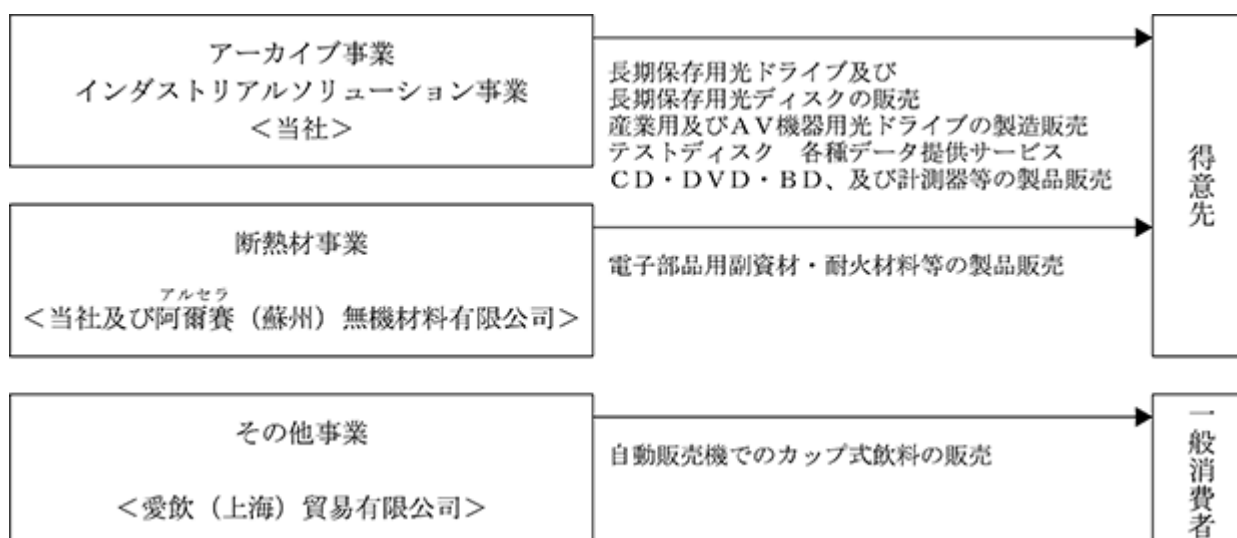 アーカイブ事業
インダストリアルソリューション事業
＜当社＞
長期保存用光ドライブ及び
長期保存用光ディスクの販売
産業用及びＡＶ機器用光ドライブの製造販売
テストディスク　各種データ提供サービス
ＣＤ・ＤＶＤ・ＢＤ、及び計測器等の製品販売
得意先
断熱材事業
アルセラ
＜当社及び阿爾賽（蘇州）無機材料有限公司＞
電子部品用副資材・耐火材料等の製品販売
その他事業
＜愛飲（上海）貿易有限公司＞
自動販売機でのカップ式飲料の販売
一般消費者